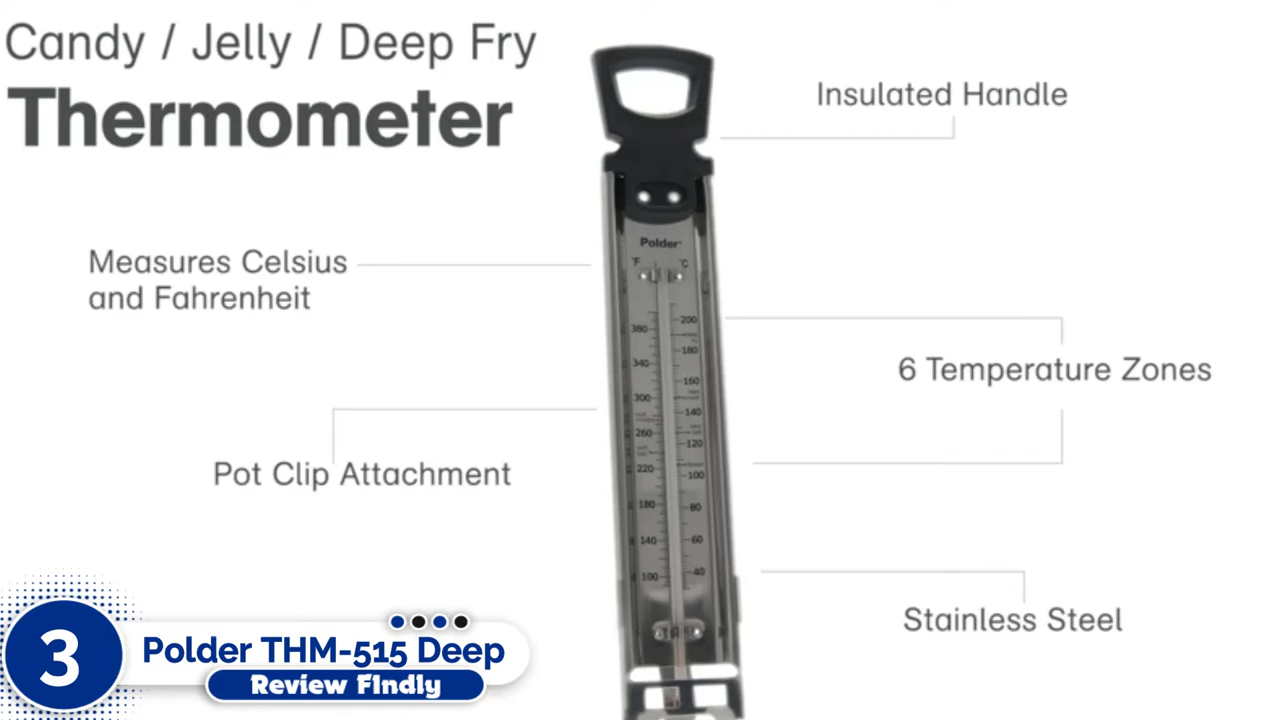 Candy / Jelly / Deep Fry
Thermometer
Insulated Handle
Measures Celsius
and Fahrenheit
6 Temperature Zones
Pot Clip Attachment
Stainless Steel
Polder
°F °C
380 200
340 180
300 160
260 140
220 120
180 100
140 80
100 60
40
3
Polder THM-515 Deep
Review Findly